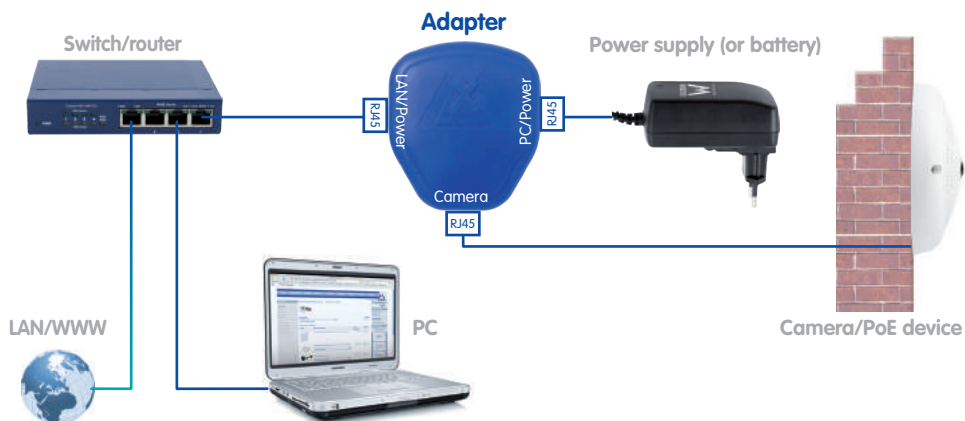 Adapter
Switch/router
Power supply (or battery)
LAN/Power
RJ45
PC/Power
RJ45
Camera
RJ45
LAN/WWW
PC
Camera/PoE device